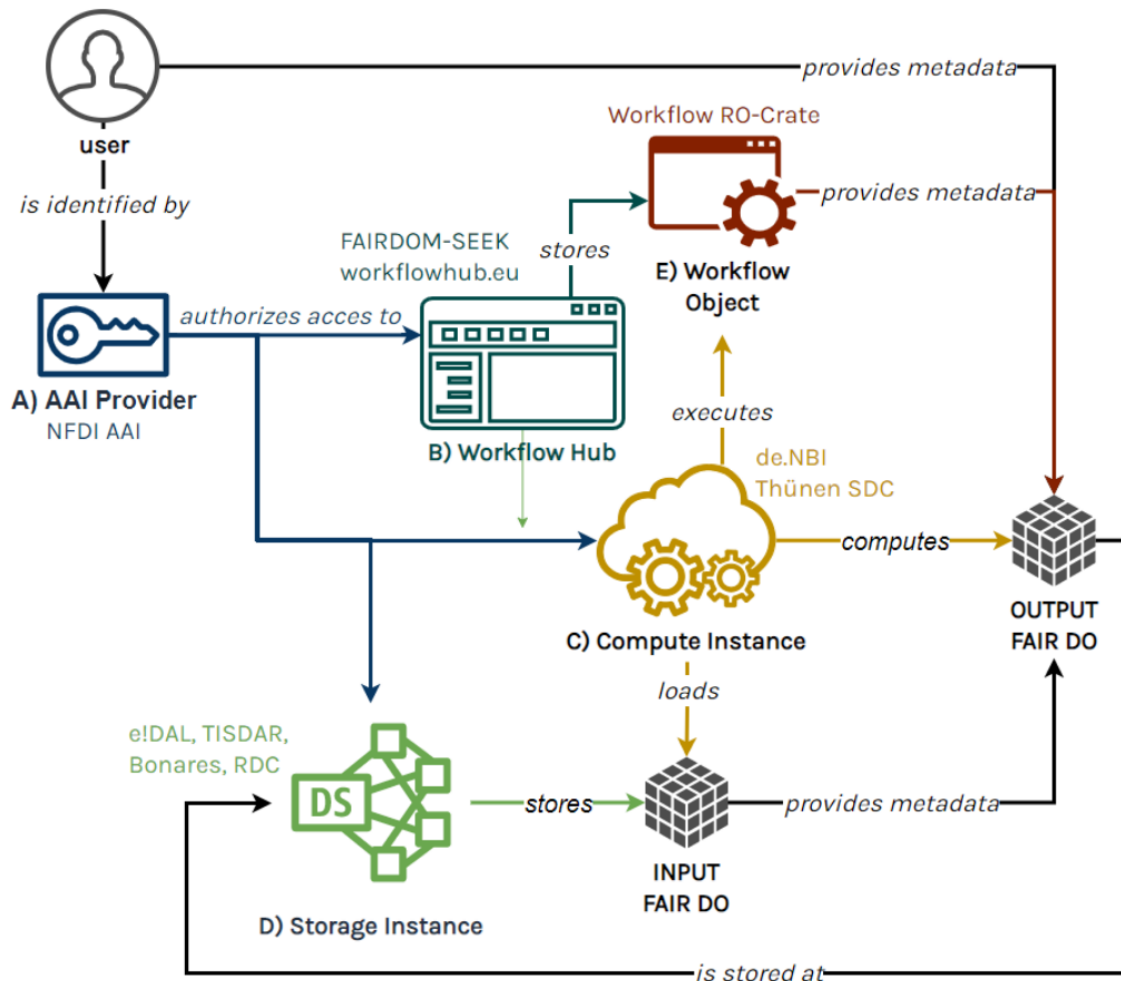 provides metadata
user
Workflow RO-Crate
is identified by
provides metadata
FAIRDOM-SEEK
workflowhub.eu
stores
E) Workflow
Object
authorizes acces to
A) AAI Provider
NFDI AAI
executes
B) Workflow Hub
de.NBI
Thünen SDC
computes
OUTPUT
FAIR DO
C) Compute Instance
loads
e!DAL, TISDAR,
Bonares, RDC
DS
stores
provides metadata
INPUT
FAIR DO
D) Storage Instance
is stored at